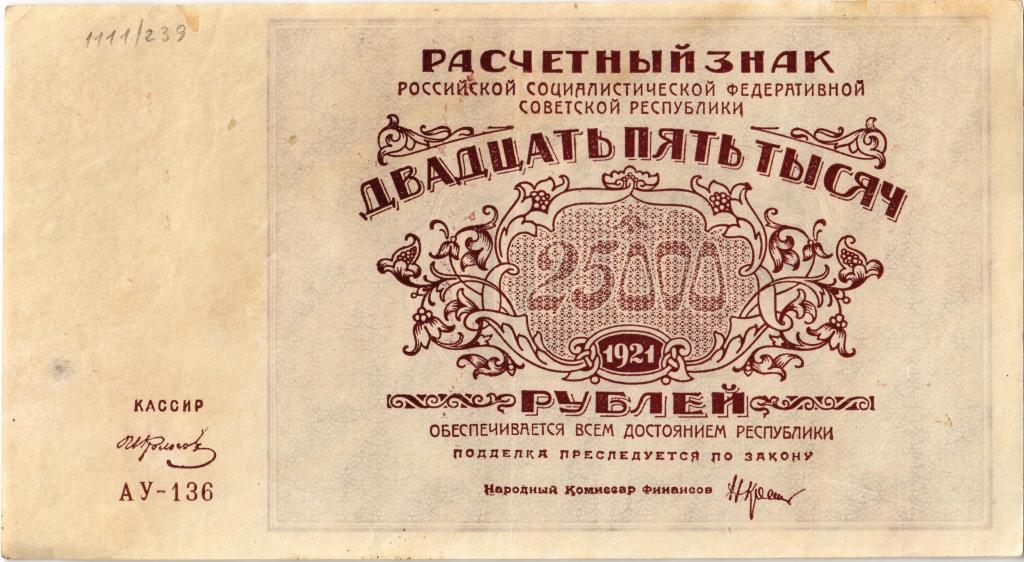 1111/239
РАСЧЕТНЫЙ ЗНАК
РОССИЙСКОЙ СОЦИАЛИСТИЧЕСКОЙ ФЕДЕРАТИВНОЙ
СОВЕТСКОЙ РЕСПУБЛИКИ
ДВАДЦАТЬ ПЯТЬ ТЫСЯЧ
25000
1921
РУБЛЕЙ
ОБЕСПЕЧИВАЕТСЯ ВСЕМ ДОСТОЯНИЕМ РЕСПУБЛИКИ
ПОДДЕЛКА ПРЕСЛЕДУЕТСЯ ПО ЗАКОНУ
Народный Комиссар Финансов
КАССИР
АУ-136